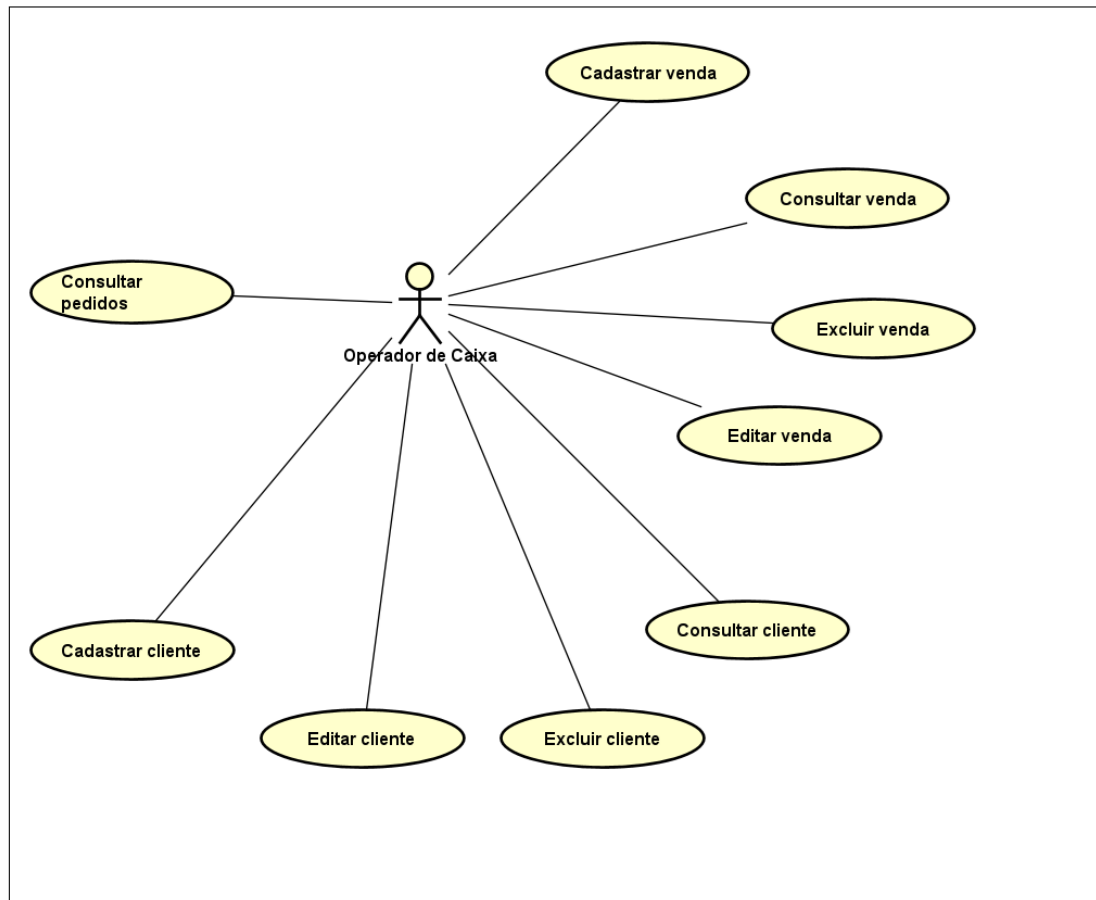 Cadastrar venda
Consultar venda
Consultar
pedidos
Excluir venda
Operador de Caixa
Editar venda
Consultar cliente
Cadastrar cliente
Editar cliente
Excluir cliente